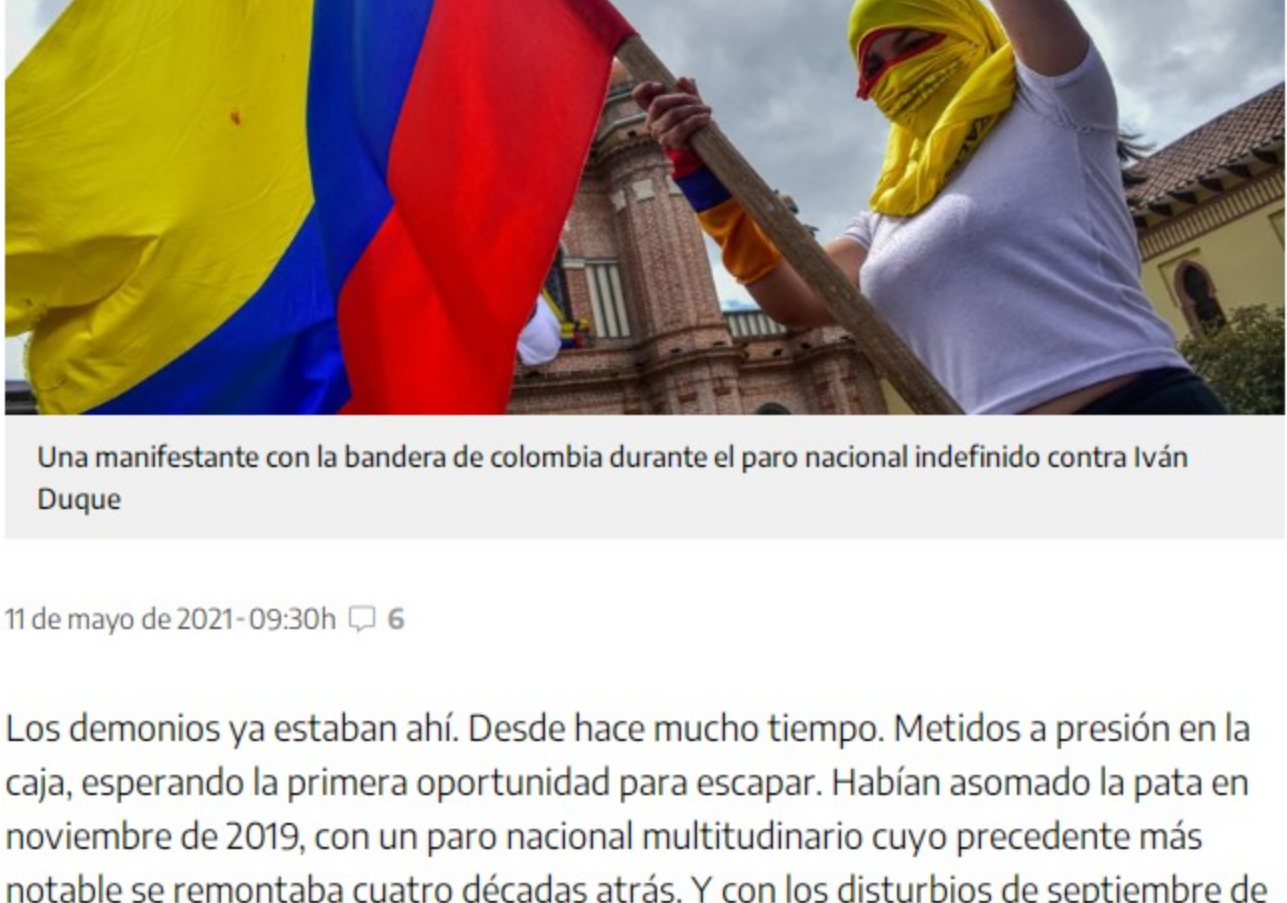 Una manifestante con la bandera de colombia durante el paro nacional indefinido contra Iván
Duque
11 de mayo de 2021 - 09:30h 6
Los demonios ya estaban ahí. Desde hace mucho tiempo. Metidos a presión en la
caja, esperando la primera oportunidad para escapar. Habían asomado la pata en
noviembre de 2019, con un paro nacional multitudinario cuyo precedente más
notable se remontaba cuatro décadas atrás. Y con los disturbios de septiembre de